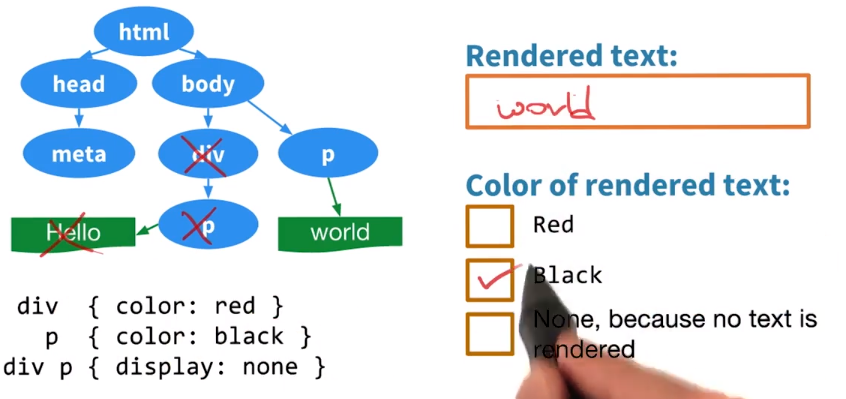 html
head
body
meta
div
p
p
Hello
world
div { color: red }
p { color: black }
div p { display: none }
Rendered text:
world
Color of rendered text:
Red
Black
None, because no text is
rendered